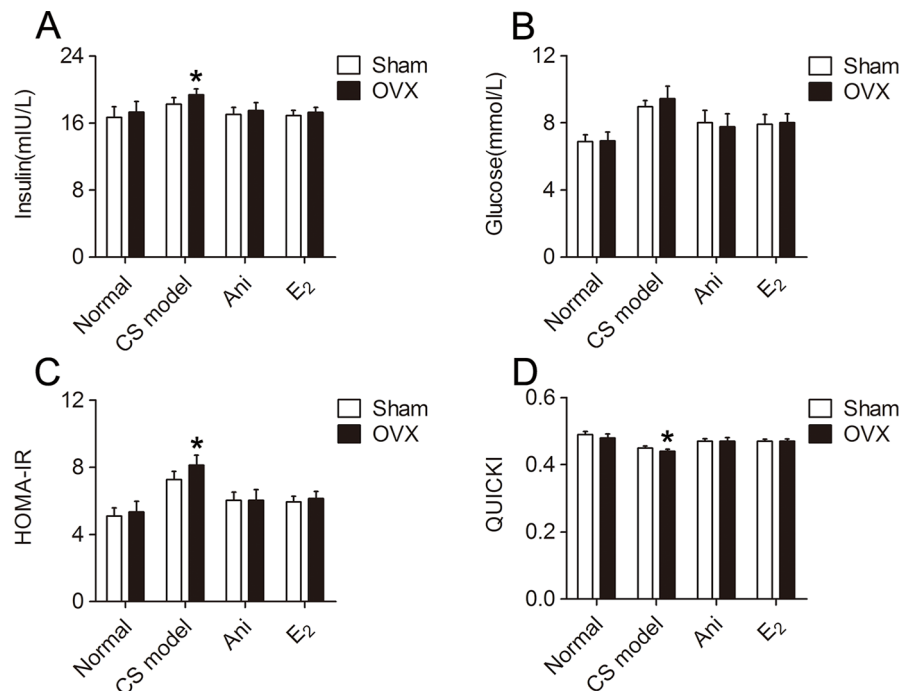 A
Insulin(mIU/L)
24
16
8
0
*
Sham
OVX
Normal
CS model
Ani
E₂
B
Glucose(mmol/L)
12
8
4
0
Sham
OVX
Normal
CS model
Ani
E₂
C
HOMA-IR
12
8
4
0
*
Sham
OVX
Normal
CS model
Ani
E₂
D
QUICKI
0.6
0.4
0.2
0.0
*
Sham
OVX
Normal
CS model
Ani
E₂